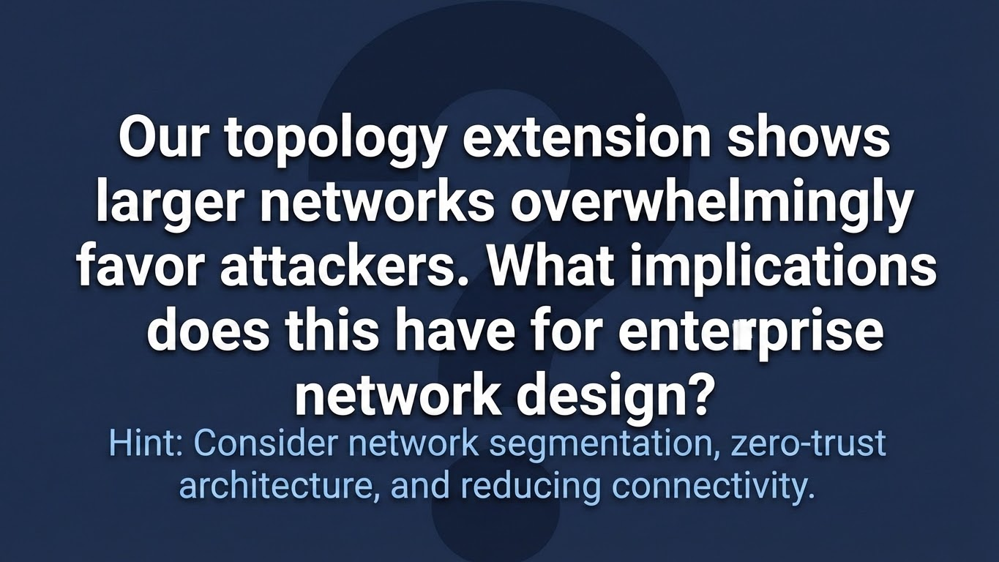 Our topology extension shows
larger networks overwhelmingly
favor attackers. What implications
does this have for enterprise
network design?
Hint: Consider network segmentation, zero-trust
architecture, and reducing connectivity.